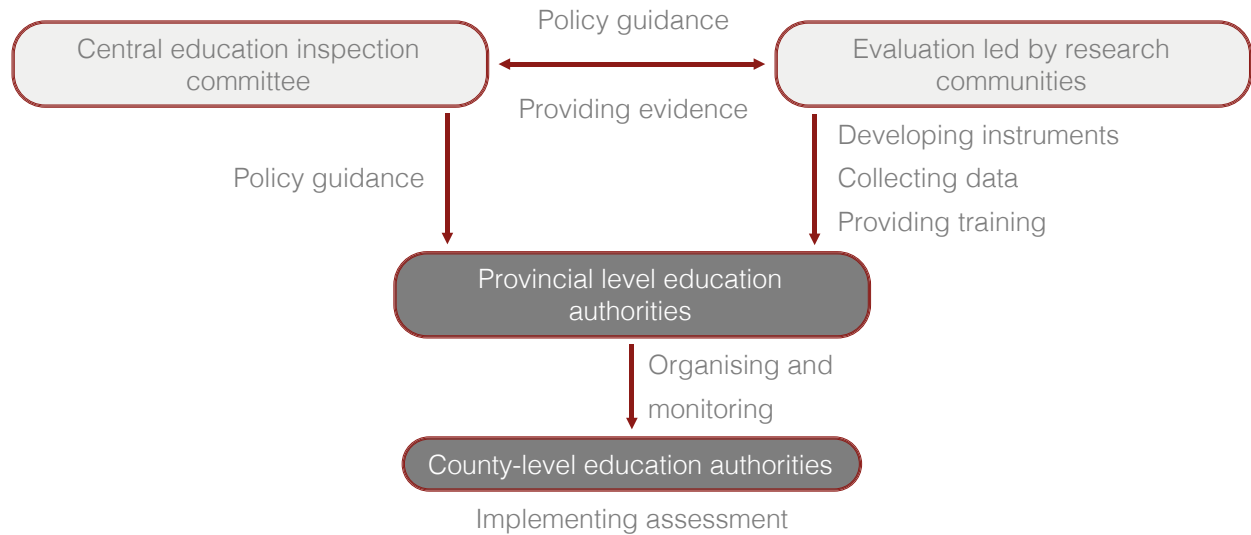 Policy guidance
Central education inspection
committee
Evaluation led by research
communities
Providing evidence
Policy guidance
Developing instruments
Collecting data
Providing training
Provincial level education
authorities
Organising and
monitoring
County-level education authorities
Implementing assessment